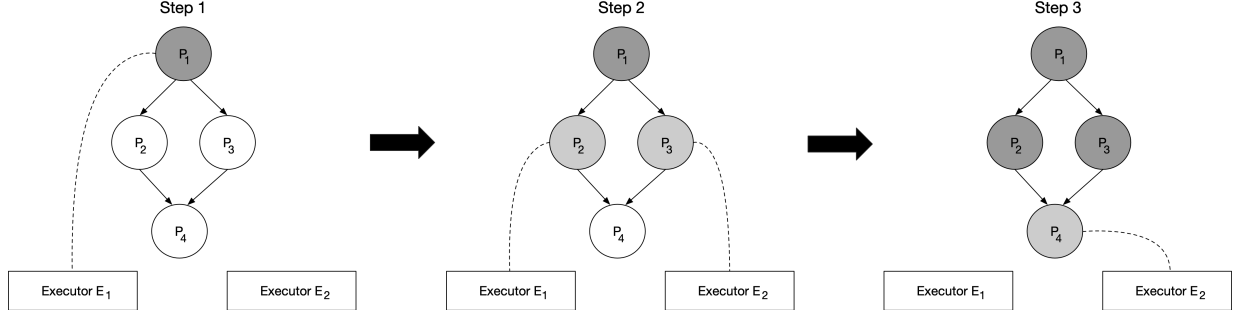 Step 1
P1
P2
P3
P4
Executor E1
Executor E2
Step 2
P1
P2
P3
P4
Executor E1
Executor E2
Step 3
P1
P2
P3
P4
Executor E1
Executor E2